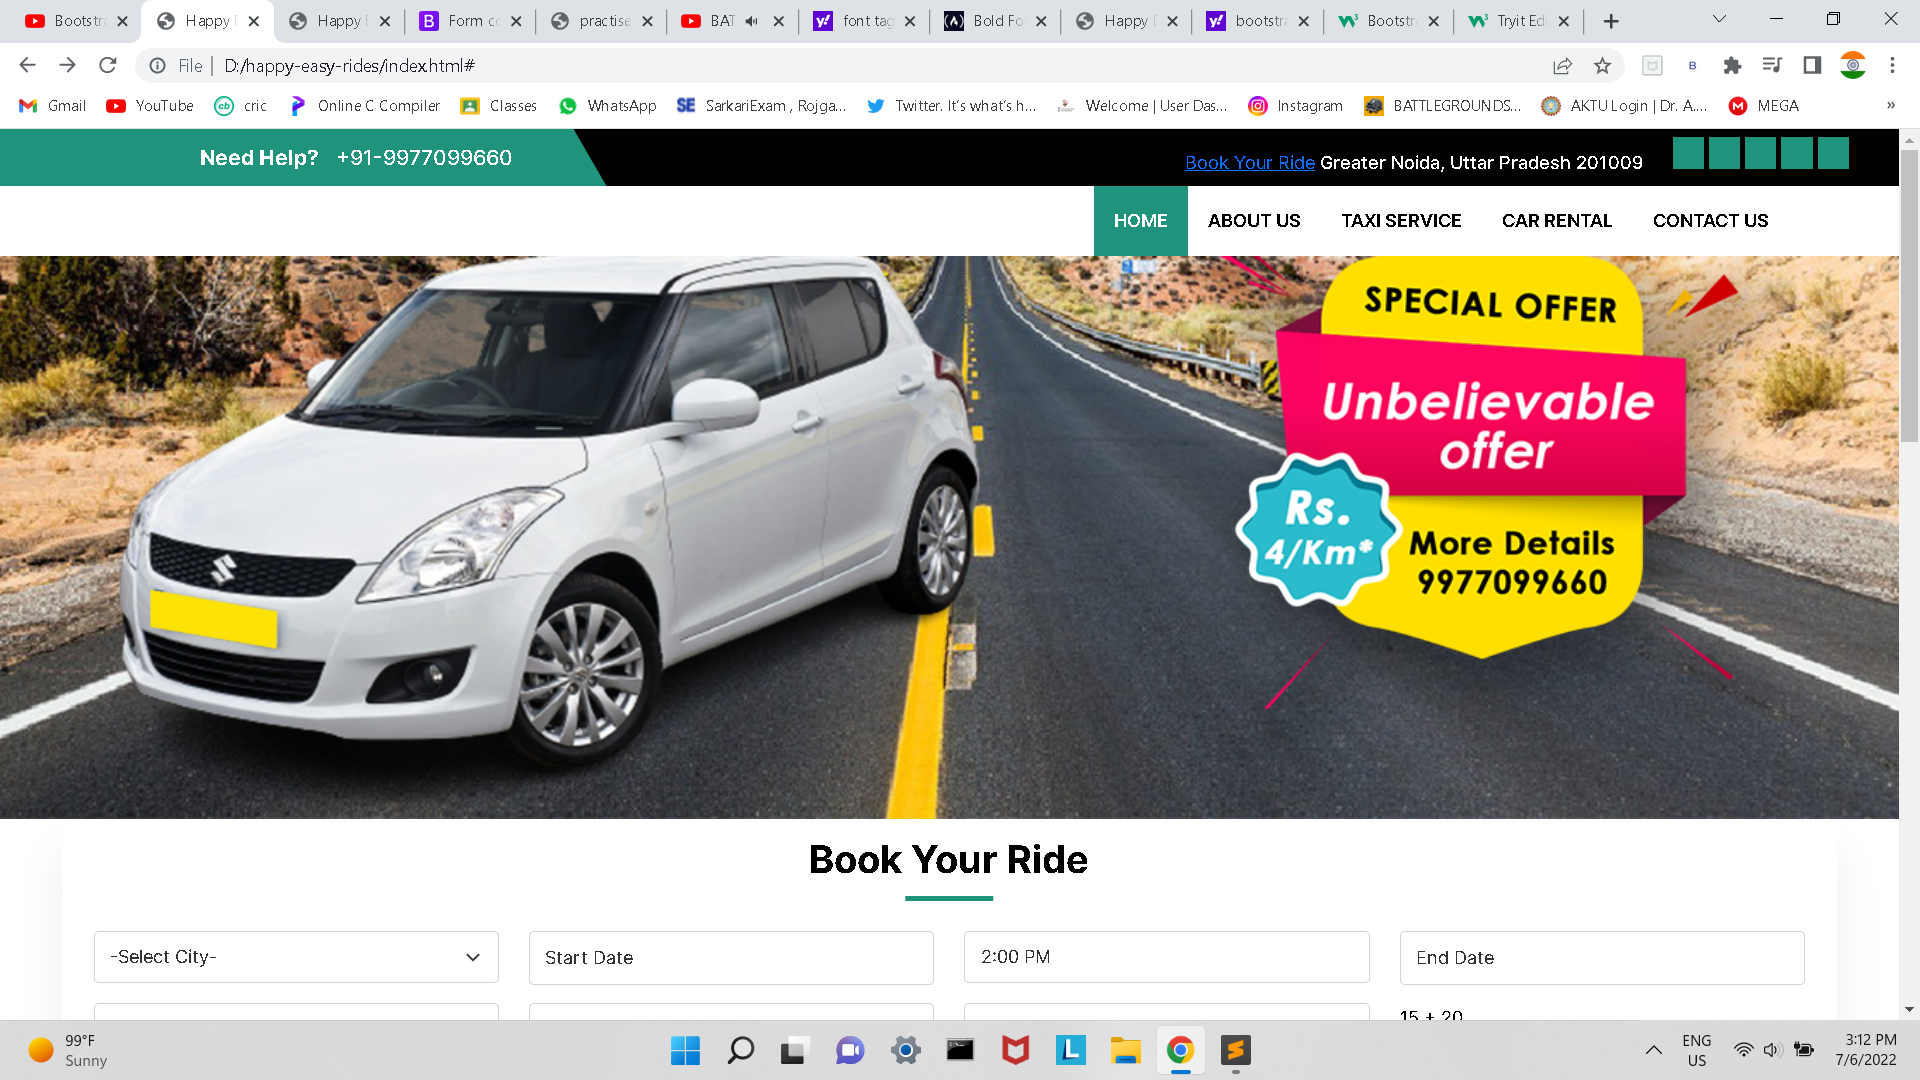 Bootstr
Happy E
Happy E
Form co
practise
BAT
font tag
Bold Fo
Happy E
bootstra
Bootstra
Tryit Ed
File
D:/happy-easy-rides/index.html#
Gmail
YouTube
cric
Online C Compiler
Classes
WhatsApp
SarkariExam , Rojga...
Twitter. It's what's h...
Welcome | User Das...
Instagram
BATTLEGROUNDS...
AKTU Login | Dr. A....
MEGA
»
Need Help? +91-9977099660
Book Your Ride Greater Noida, Uttar Pradesh 201009
HOME
ABOUT US
TAXI SERVICE
CAR RENTAL
CONTACT US
SPECIAL OFFER
Unbelievable
offer
Rs.
4/Km*
More Details
9977099660
Book Your Ride
-Select City-
Start Date
2:00 PM
End Date
15 + 20
99°F
Sunny
ENG
US
3:12 PM
7/6/2022